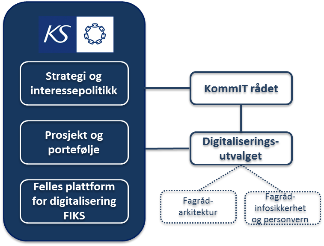 KS
Strategi og
interessepolitikk
KommIT rådet
Prosjekt og
portefølje
Digitaliserings-
utvalget
Felles plattform
for digitalisering
FIKS
Fagråd-
arkitektur
Fagråd-
infosikkerhet
og personvern